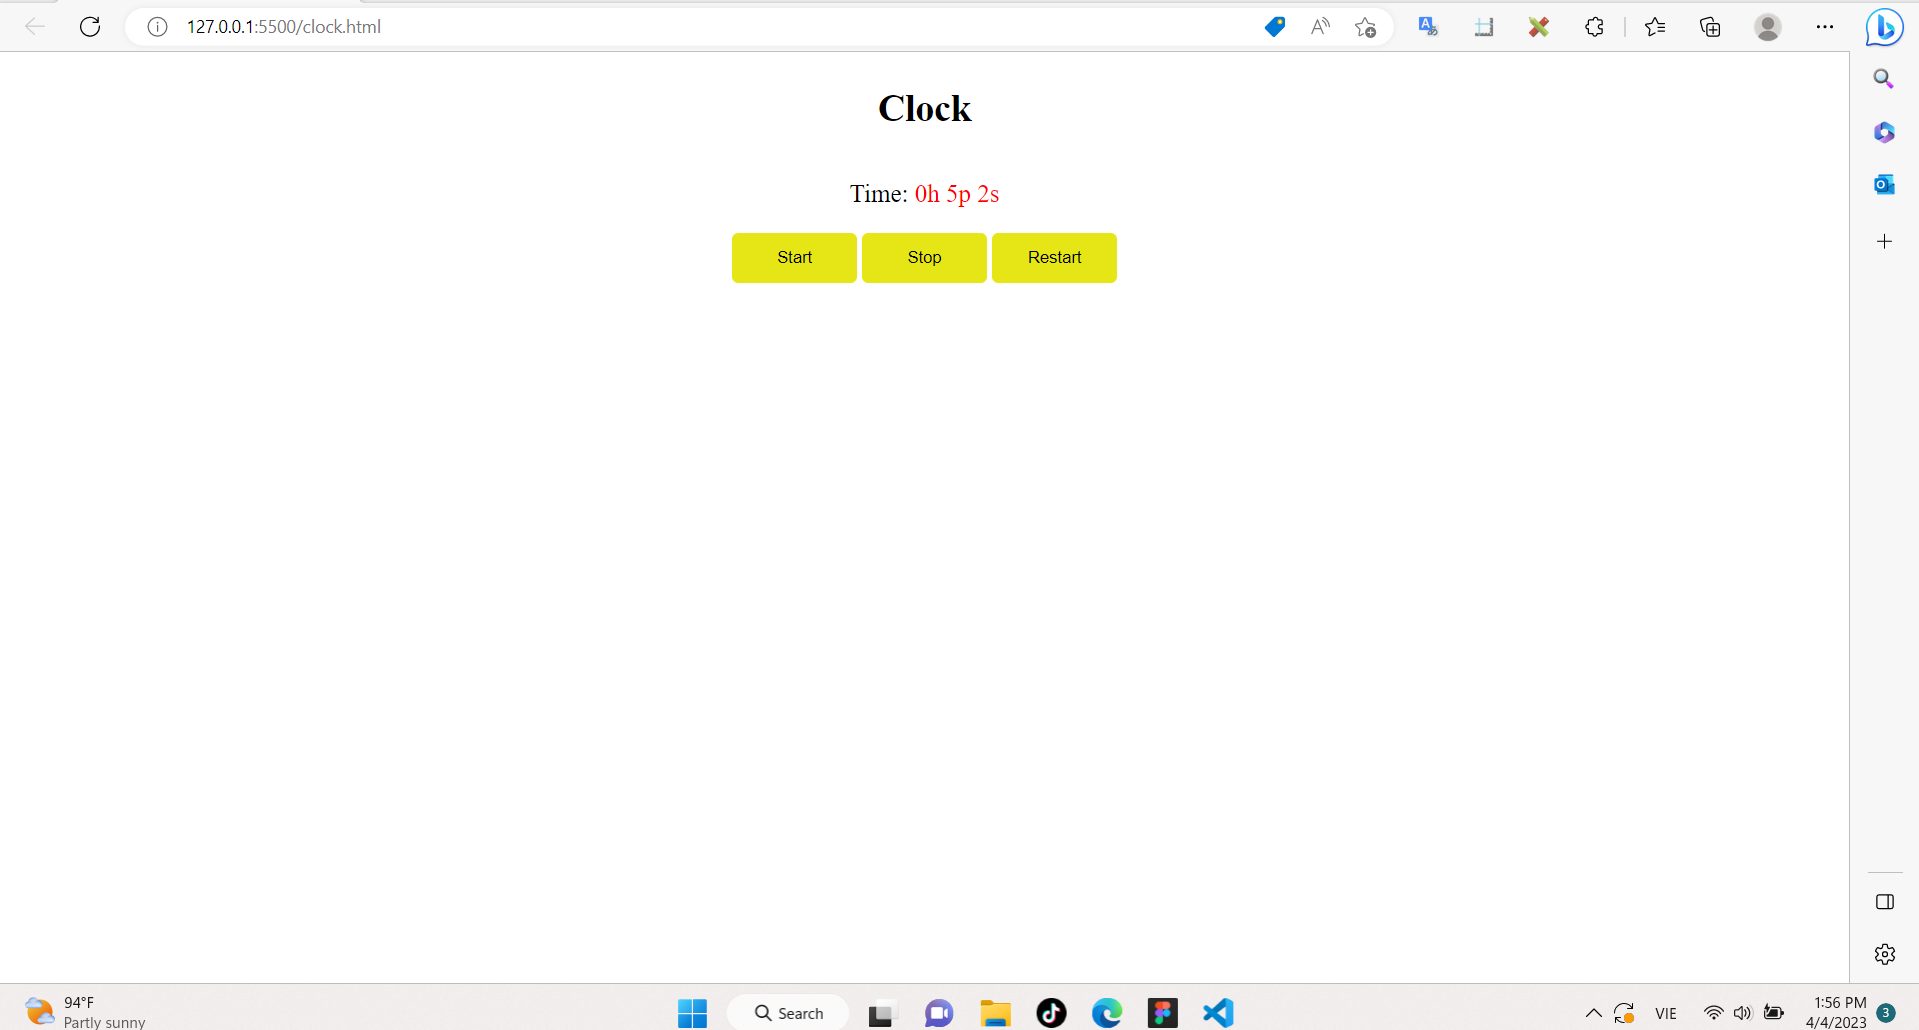 127.0.0.1:5500/clock.html
Clock
Time: 0h 5p 2s
Start Stop Restart
94°F
Partly sunny
Search
VIE
1:56 PM
4/4/2023
3